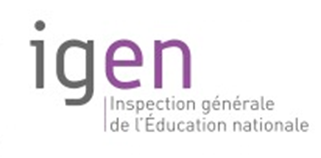 igen
Inspection générale
de l'Éducation nationale